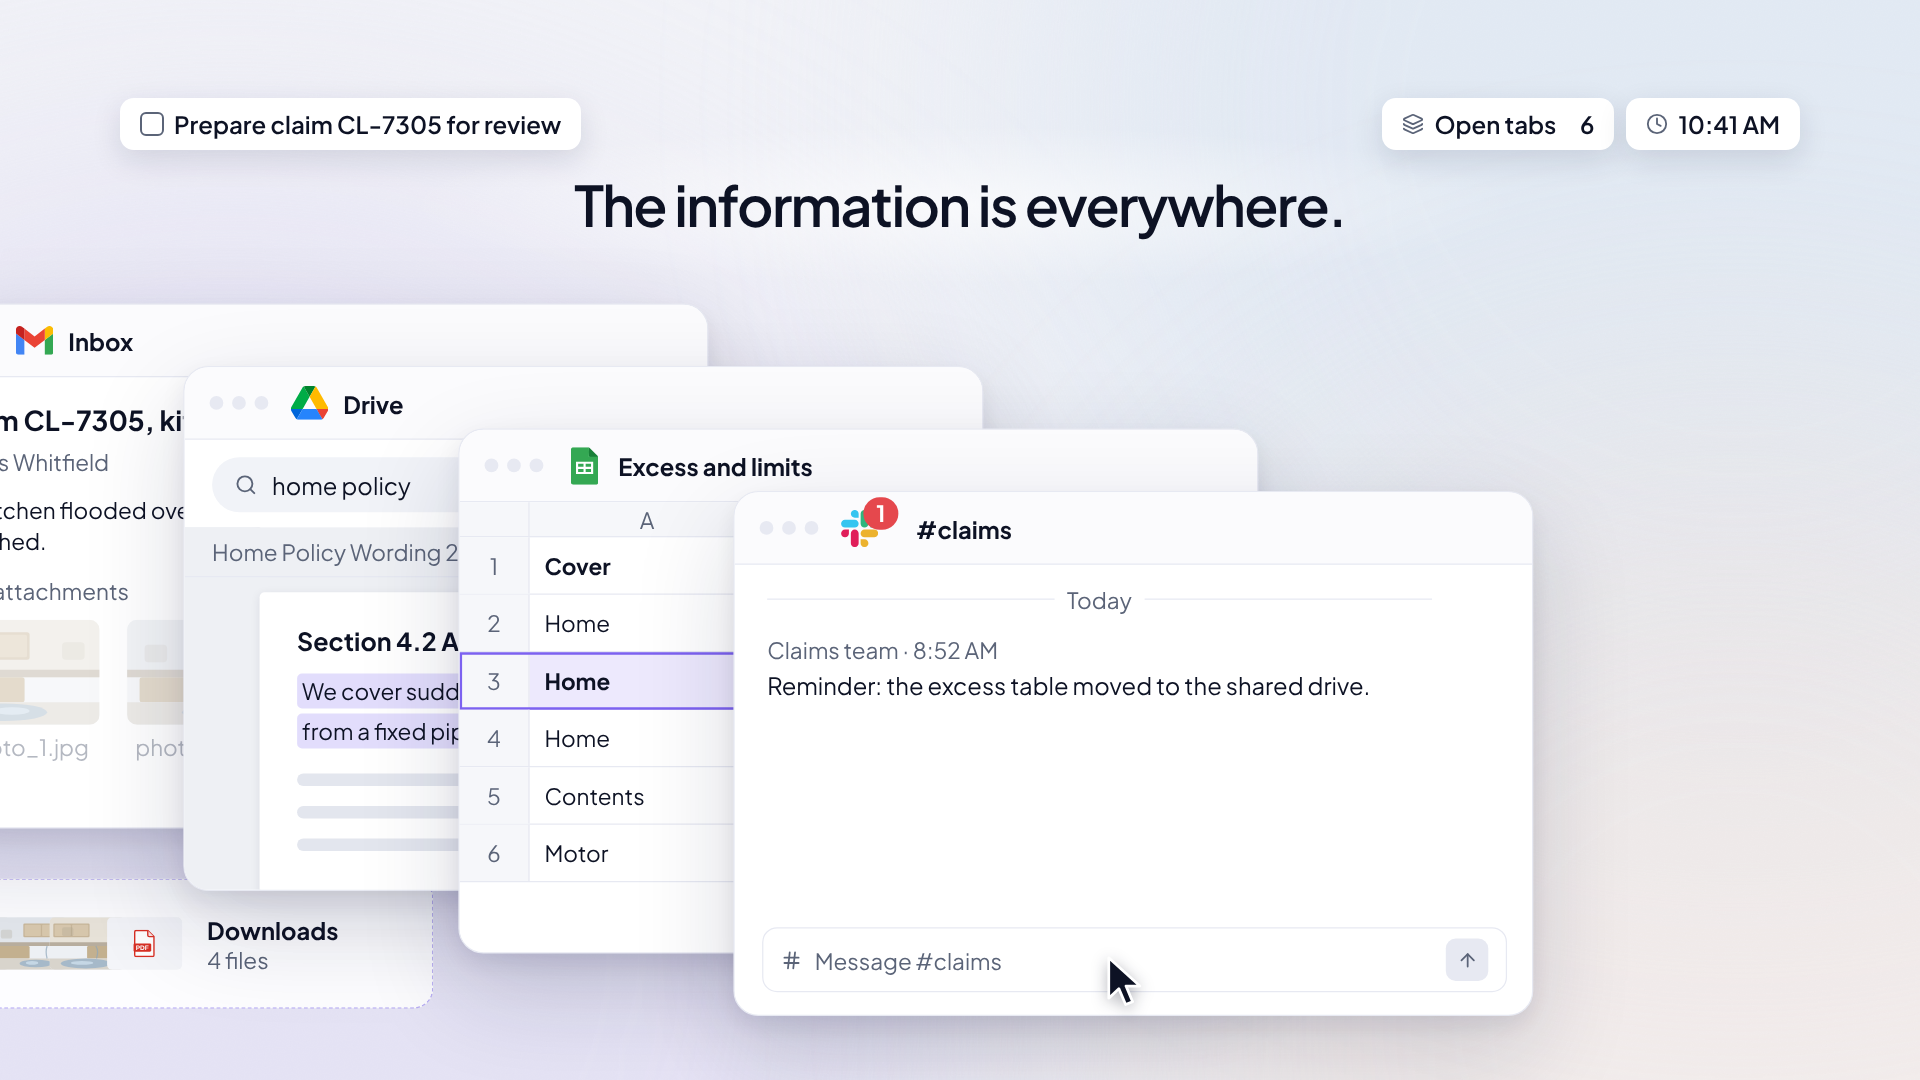 Prepare claim CL-7305 for review
Open tabs 6
10:41 AM
The information is everywhere.
Inbox
m CL-7305, ki
s Whitfield
tchen flooded ove
hed.
attachments
oto_1.jpg
phot
Drive
home policy
Home Policy Wording 2
Section 4.2 A
We cover sudd
from a fixed pip
Downloads
4 files
PDF
Excess and limits
A
1 Cover
2 Home
3 Home
4 Home
5 Contents
6 Motor
1
#claims
Today
Claims team · 8:52 AM
Reminder: the excess table moved to the shared drive.
# Message #claims